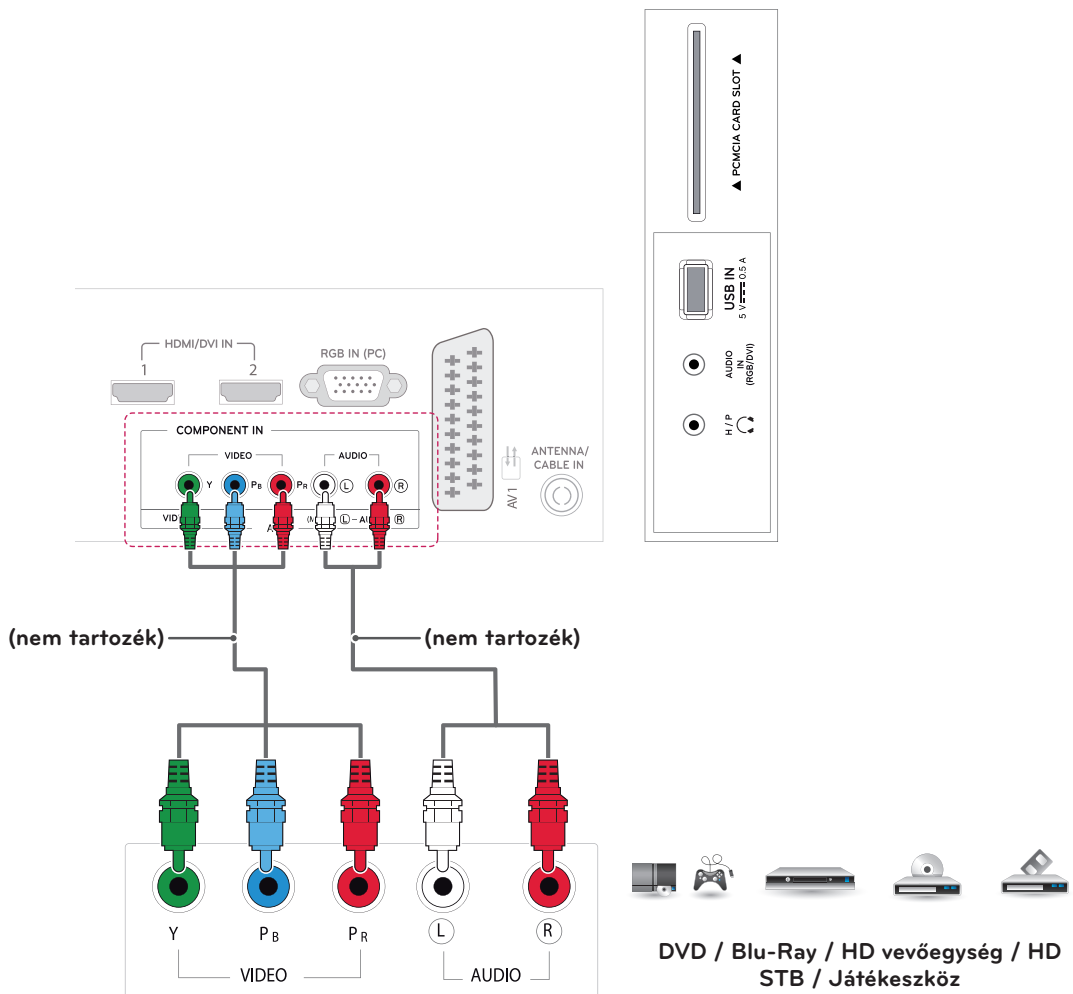 ▲ PCMCIA CARD SLOT ▲
USB IN
5 V 0.5 A
AUDIO
IN
(RGB/DVI)
H / P
HDMI/DVI IN
1 2
RGB IN (PC)
COMPONENT IN
VIDEO AUDIO
Y PB PR L R
L R
AV 1
ANTENNA/
CABLE IN
(nem tartozék) (nem tartozék)
Y PB PR L R
VIDEO AUDIO
DVD / Blu-Ray / HD vevőegység / HD
STB / Játékeszköz